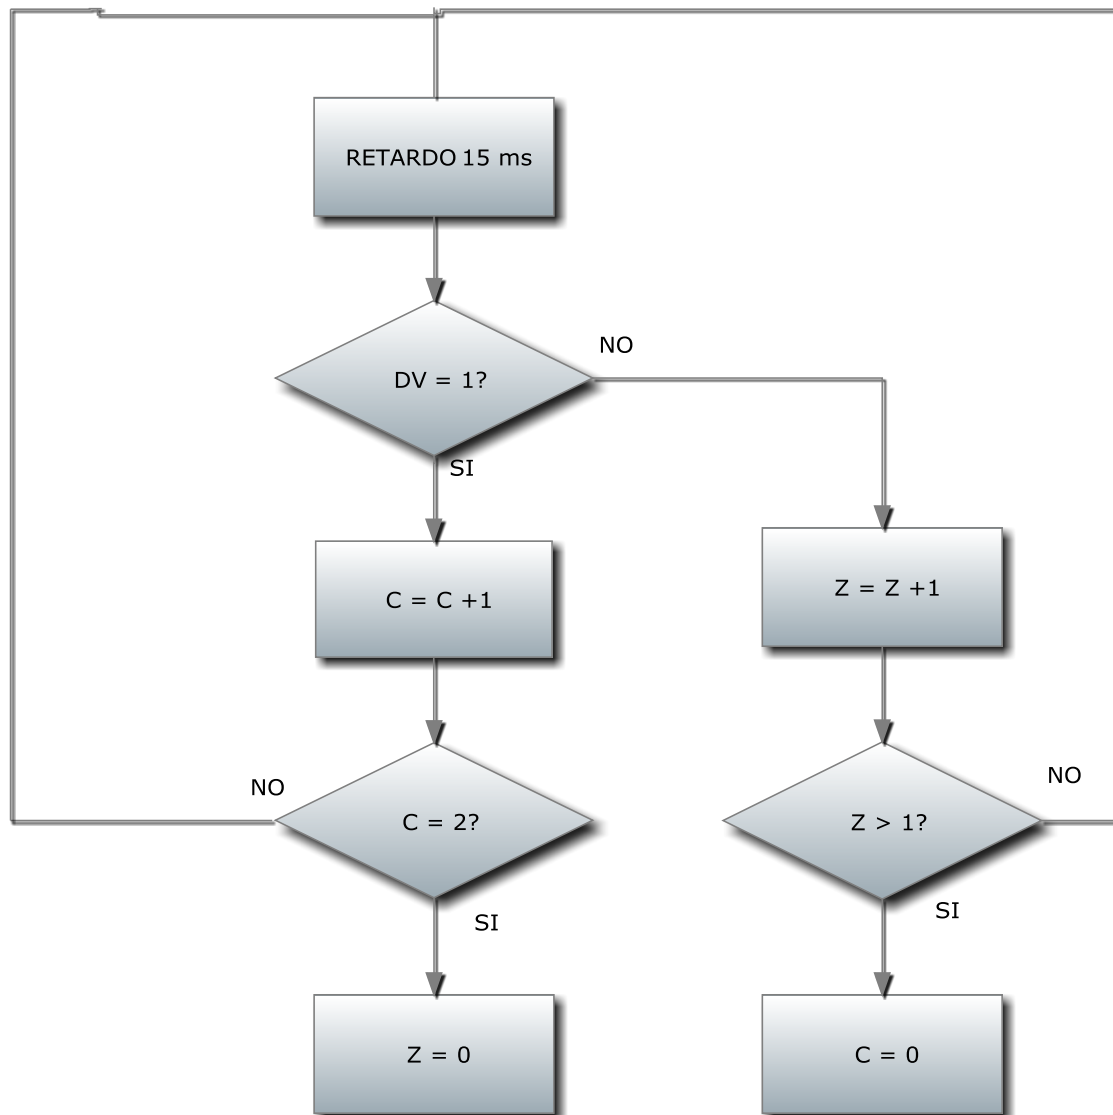 RETARDO 15 ms
DV = 1?
NO
SI
C = C +1
Z = Z +1
NO
C = 2?
Z > 1?
NO
SI
SI
Z = 0
C = 0